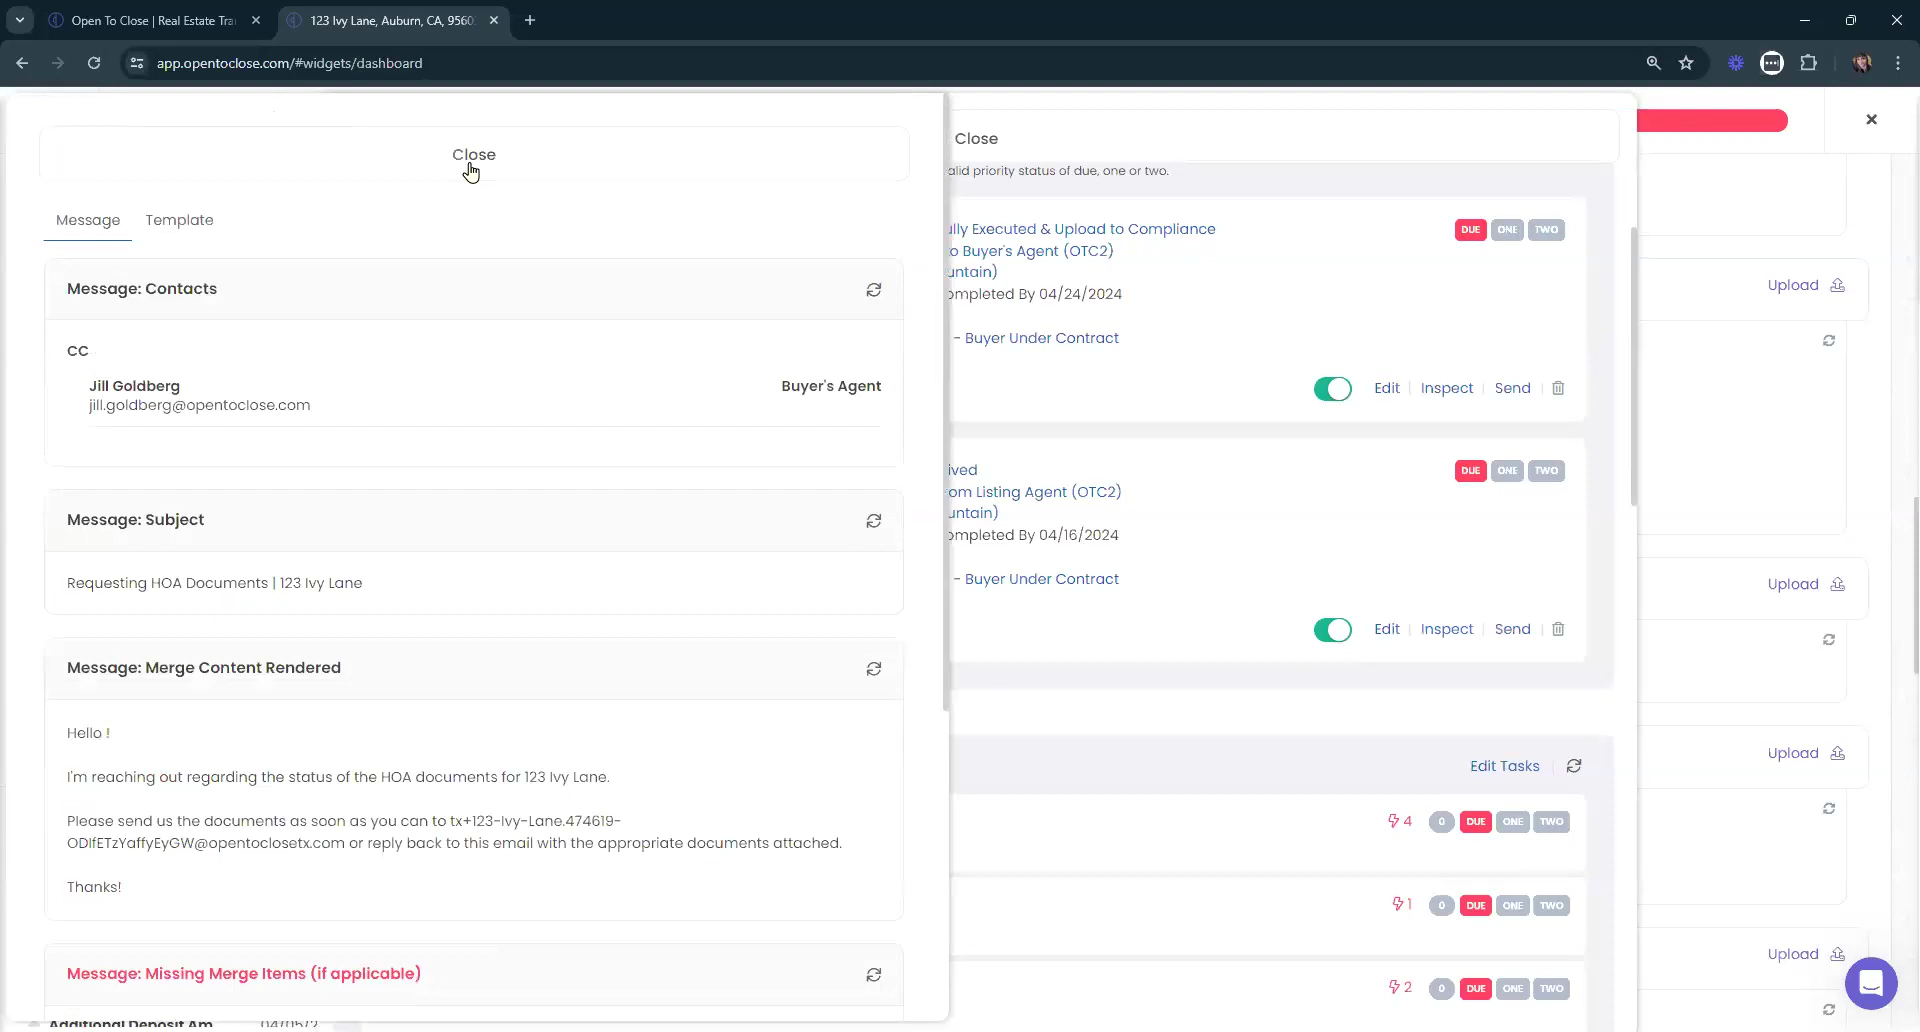 Open To Close | Real Estate Tra
123 Ivy Lane, Auburn, CA, 9560
app.opentoclose.com/#widgets/dashboard
Close
Message
Template
Message: Contacts
CC
Jill Goldberg
Buyer's Agent
jill.goldberg@opentoclose.com
Message: Subject
Requesting HOA Documents | 123 Ivy Lane
Message: Merge Content Rendered
Hello !
I'm reaching out regarding the status of the HOA documents for 123 Ivy Lane.
Please send us the documents as soon as you can to tx+123-Ivy-Lane.474619-
ODIfETzYaffyEyGW@opentoclosetx.com or reply back to this email with the appropriate documents attached.
Thanks!
Message: Missing Merge Items (if applicable)
Additional Deposit Am
04/05/2
Close
alid priority status of due, one or two.
ully Executed & Upload to Compliance
DUE ONE TWO
o Buyer's Agent (OTC2)
untain)
ompleted By 04/24/2024
- Buyer Under Contract
Edit Inspect Send
ived
DUE ONE TWO
om Listing Agent (OTC2)
untain)
ompleted By 04/16/2024
- Buyer Under Contract
Edit Inspect Send
Edit Tasks
4 0 DUE ONE TWO
1 0 DUE ONE TWO
2 0 DUE ONE TWO
Upload
Upload
Upload
Upload